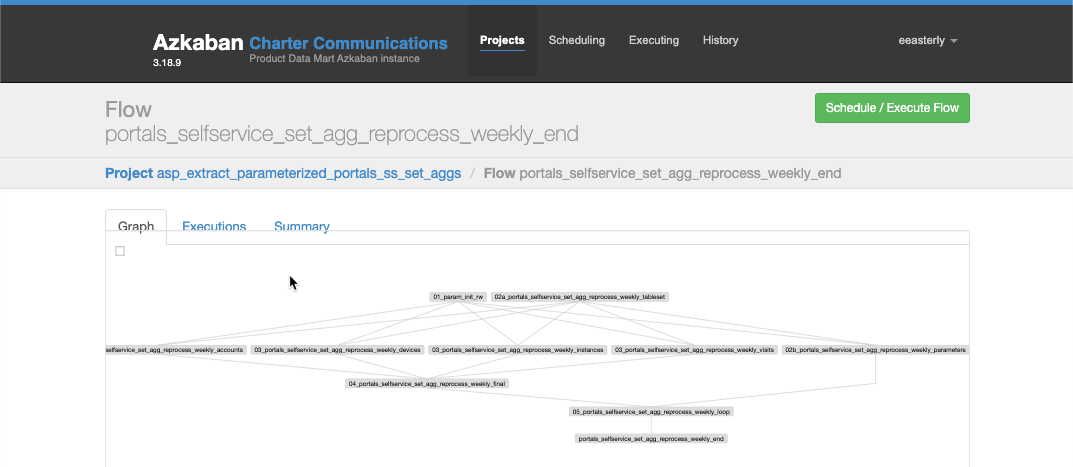 Azkaban Charter Communications Projects Scheduling Executing History eeasterly
3.18.9 Product Data Mart Azkaban instance
Flow Schedule / Execute Flow
portals_selfservice_set_agg_reprocess_weekly_end
Project asp_extract_parameterized_portals_ss_set_aggs / Flow portals_selfservice_set_agg_reprocess_weekly_end
Graph Executions Summary
01_param_init_rw 02a_portals_selfservice_set_agg_reprocess_weekly_tableset
selfservice_set_agg_reprocess_weekly_accounts 03_portals_selfservice_set_agg_reprocess_weekly_devices 03_portals_selfservice_set_agg_reprocess_weekly_instances 03_portals_selfservice_set_agg_reprocess_weekly_visits 02b_portals_selfservice_set_agg_reprocess_weekly_parameters
04_portals_selfservice_set_agg_reprocess_weekly_final
05_portals_selfservice_set_agg_reprocess_weekly_loop
portals_selfservice_set_agg_reprocess_weekly_end